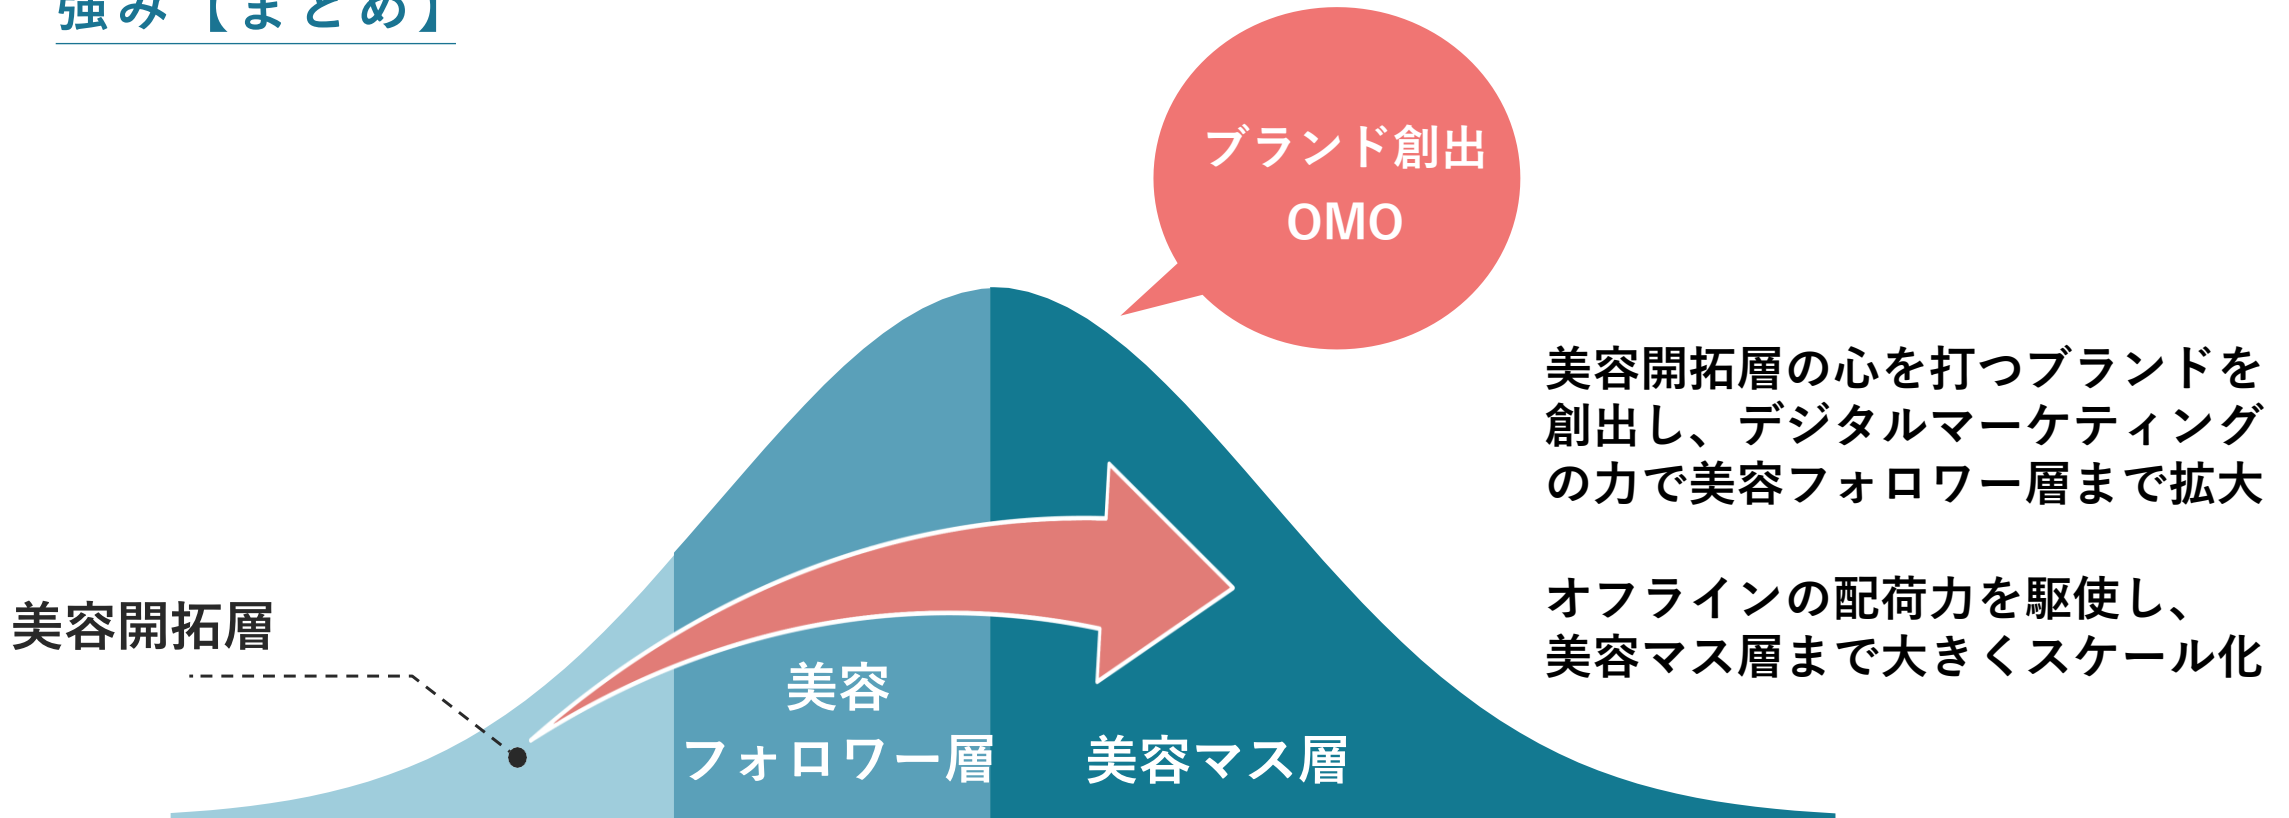 強み【まとめ】
ブランド創出
OMO
美容開拓層の心を打つブランドを
創出し、デジタルマーケティング
の力で美容フォロワー層まで拡大
オフラインの配荷力を駆使し、
美容マス層まで大きくスケール化
美容開拓層
美容
フォロワー層
美容マス層